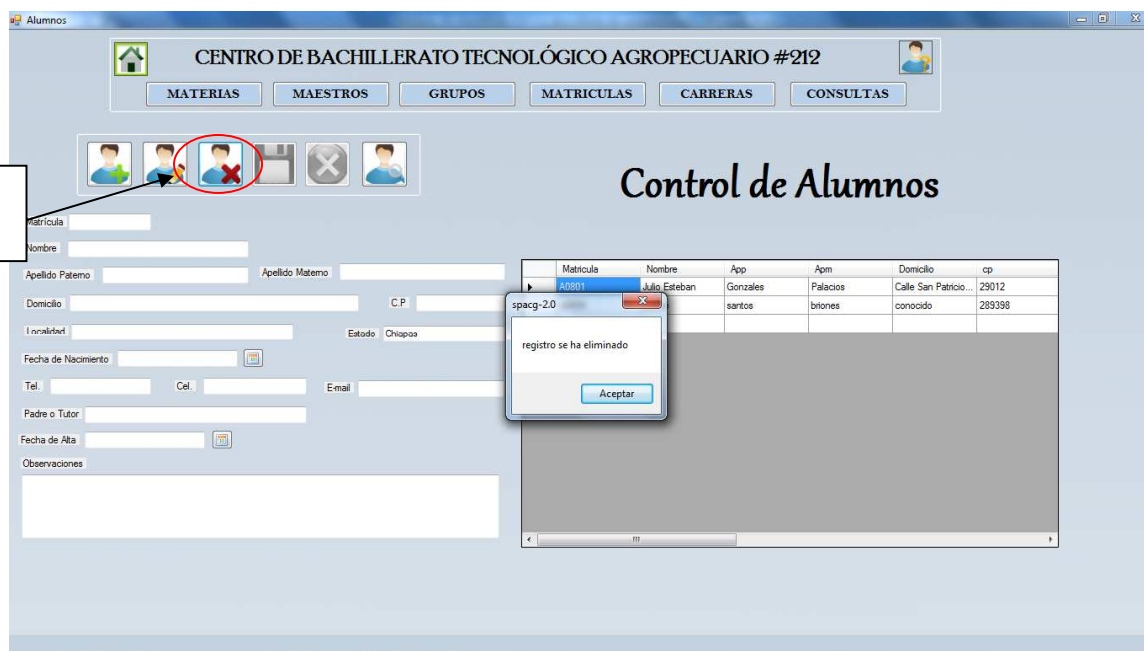 Alumnos
CENTRO DE BACHILLERATO TECNOLÓGICO AGROPECUARIO #212
MATERIAS MAESTROS GRUPOS MATRICULAS CARRERAS CONSULTAS
Control de Alumnos
Matrícula
Nombre
Apellido Paterno Apellido Materno
Domicilio C.P
Localidad Estado Chiapas
Fecha de Nacimiento
Tel. Cel. E-mail
Padre o Tutor
Fecha de Alta
Observaciones
Matricula Nombre App Apm Domicilio cp
A0801 Julio Esteban Gonzales Palacios Calle San Patricio... 29012
santos briones conocido 289398
spacg-2.0
registro se ha eliminado
Aceptar